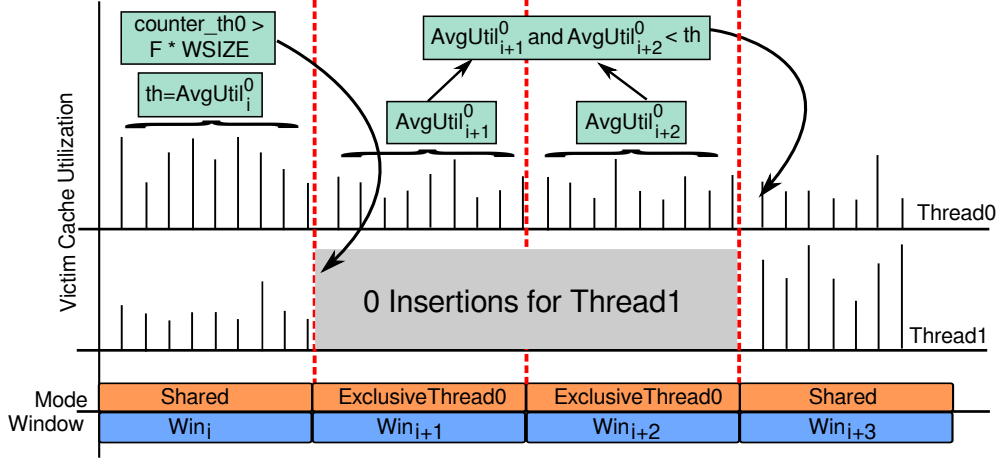 counter_th0 >
F * WSIZE
th=AvgUtil⁰ᵢ
AvgUtil⁰ᵢ₊₁ and AvgUtil⁰ᵢ₊₂ < th
AvgUtil⁰ᵢ₊₁
AvgUtil⁰ᵢ₊₂
Victim Cache Utilization
Thread0
0 Insertions for Thread1
Thread1
Mode
Shared
ExclusiveThread0
ExclusiveThread0
Shared
Window
Winᵢ
Winᵢ₊₁
Winᵢ₊₂
Winᵢ₊₃